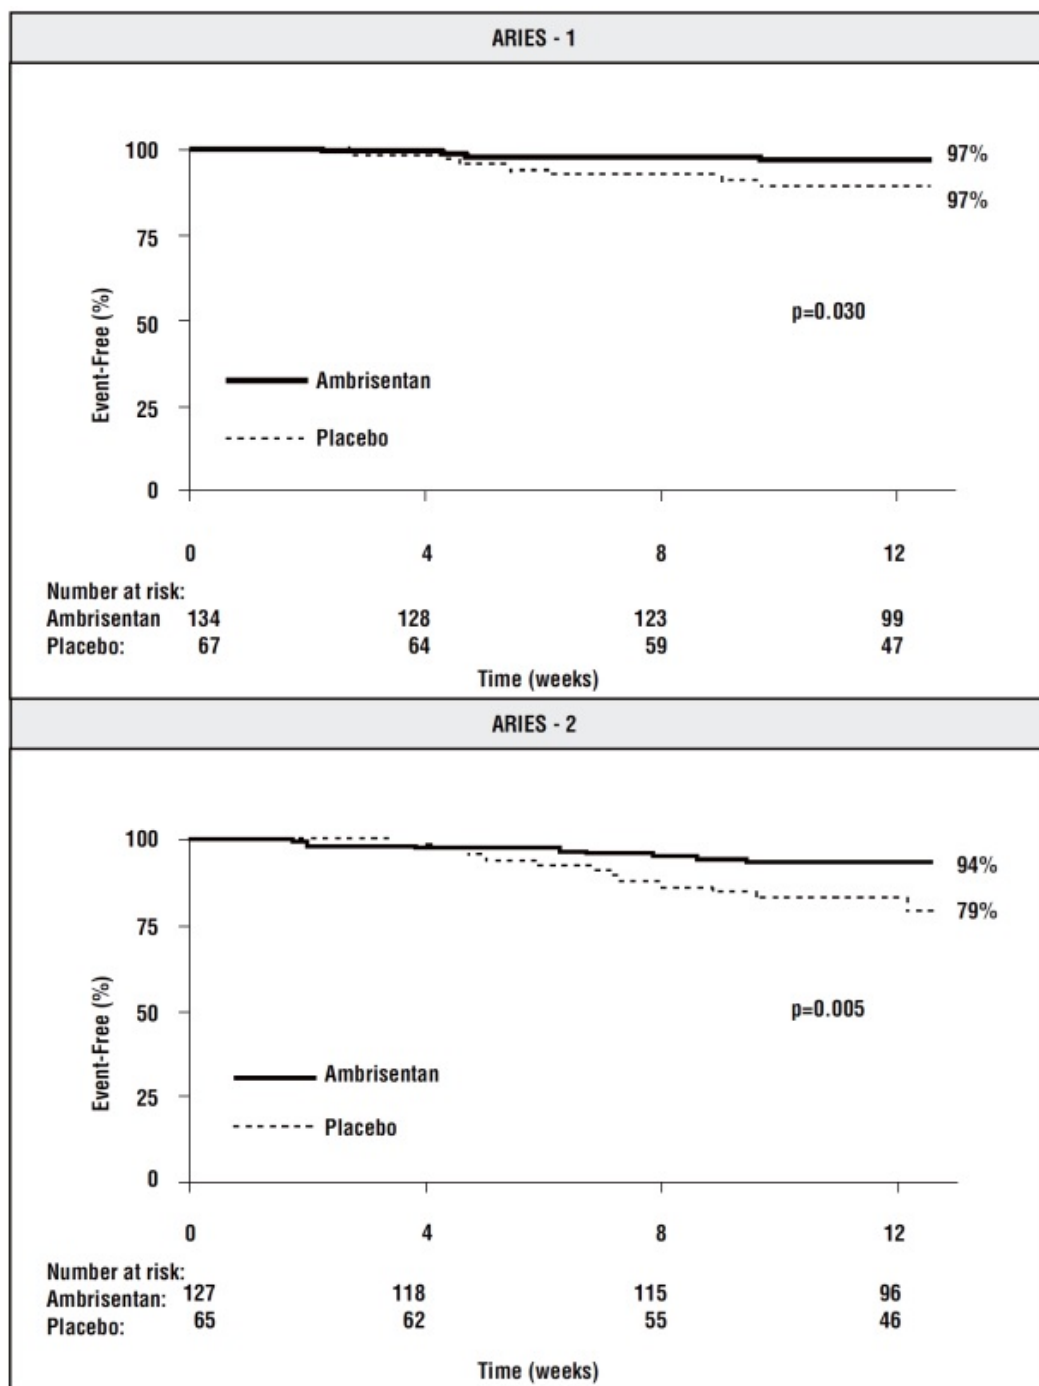 ARIES - 1
100
97%
97%
75
Event-Free (%)
50
p=0.030
Ambrisentan
25
Placebo
0
0 4 8 12
Number at risk:
Ambrisentan 134 128 123 99
Placebo: 67 64 59 47
Time (weeks)
ARIES - 2
100
94%
79%
75
Event-Free (%)
50
p=0.005
Ambrisentan
25
Placebo
0
0 4 8 12
Number at risk:
Ambrisentan: 127 118 115 96
Placebo: 65 62 55 46
Time (weeks)